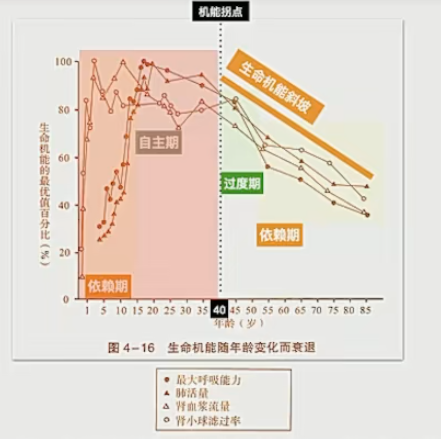 机能拐点
生命机能的最优值百分比(%)
100
80
60
40
20
0
生命机能斜坡
自主期
过度期
依赖期
依赖期
1 5 10 15 20 25 30 35 40 45 50 55 60 65 70 75 80 85
年龄(岁)
图 4-16 生命机能随年龄变化而衰退
最大呼吸能力
肺活量
肾血浆流量
肾小球滤过率